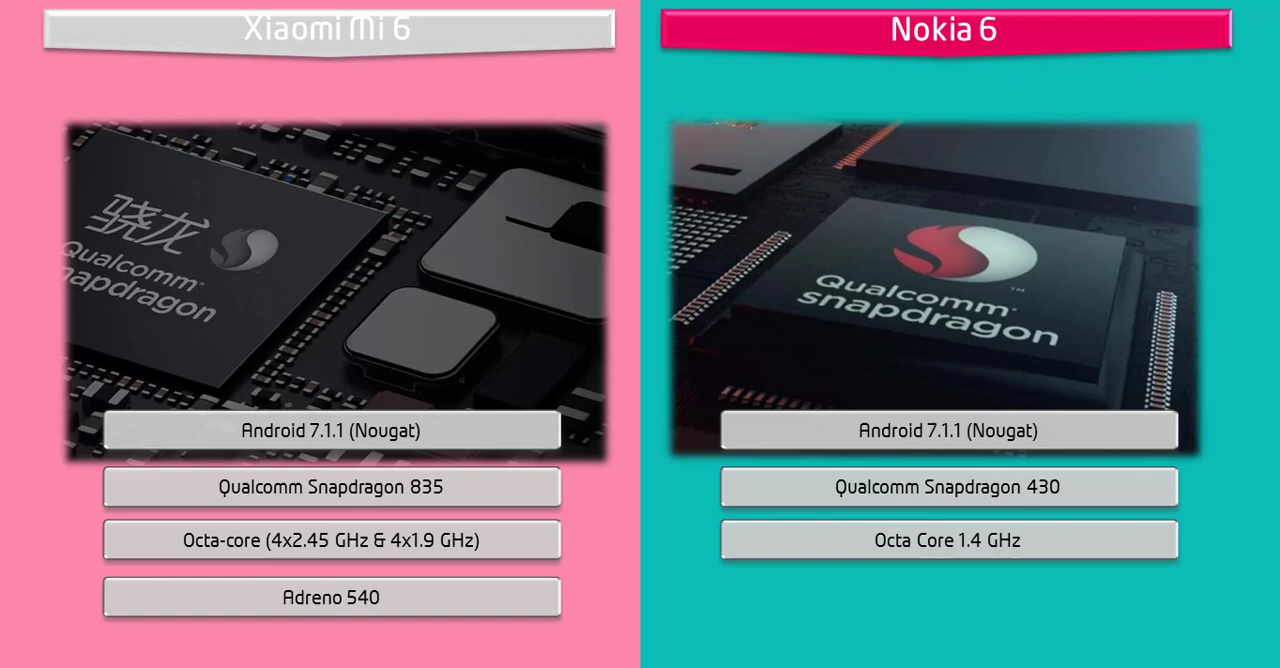 Xiaomi Mi 6
骁龙
Qualcomm
snapdragon
Android 7.1.1 (Nougat)
Qualcomm Snapdragon 835
Octa-core (4x2.45 GHz & 4x1.9 GHz)
Adreno 540
Nokia 6
Qualcomm
snapdragon
Android 7.1.1 (Nougat)
Qualcomm Snapdragon 430
Octa Core 1.4 GHz